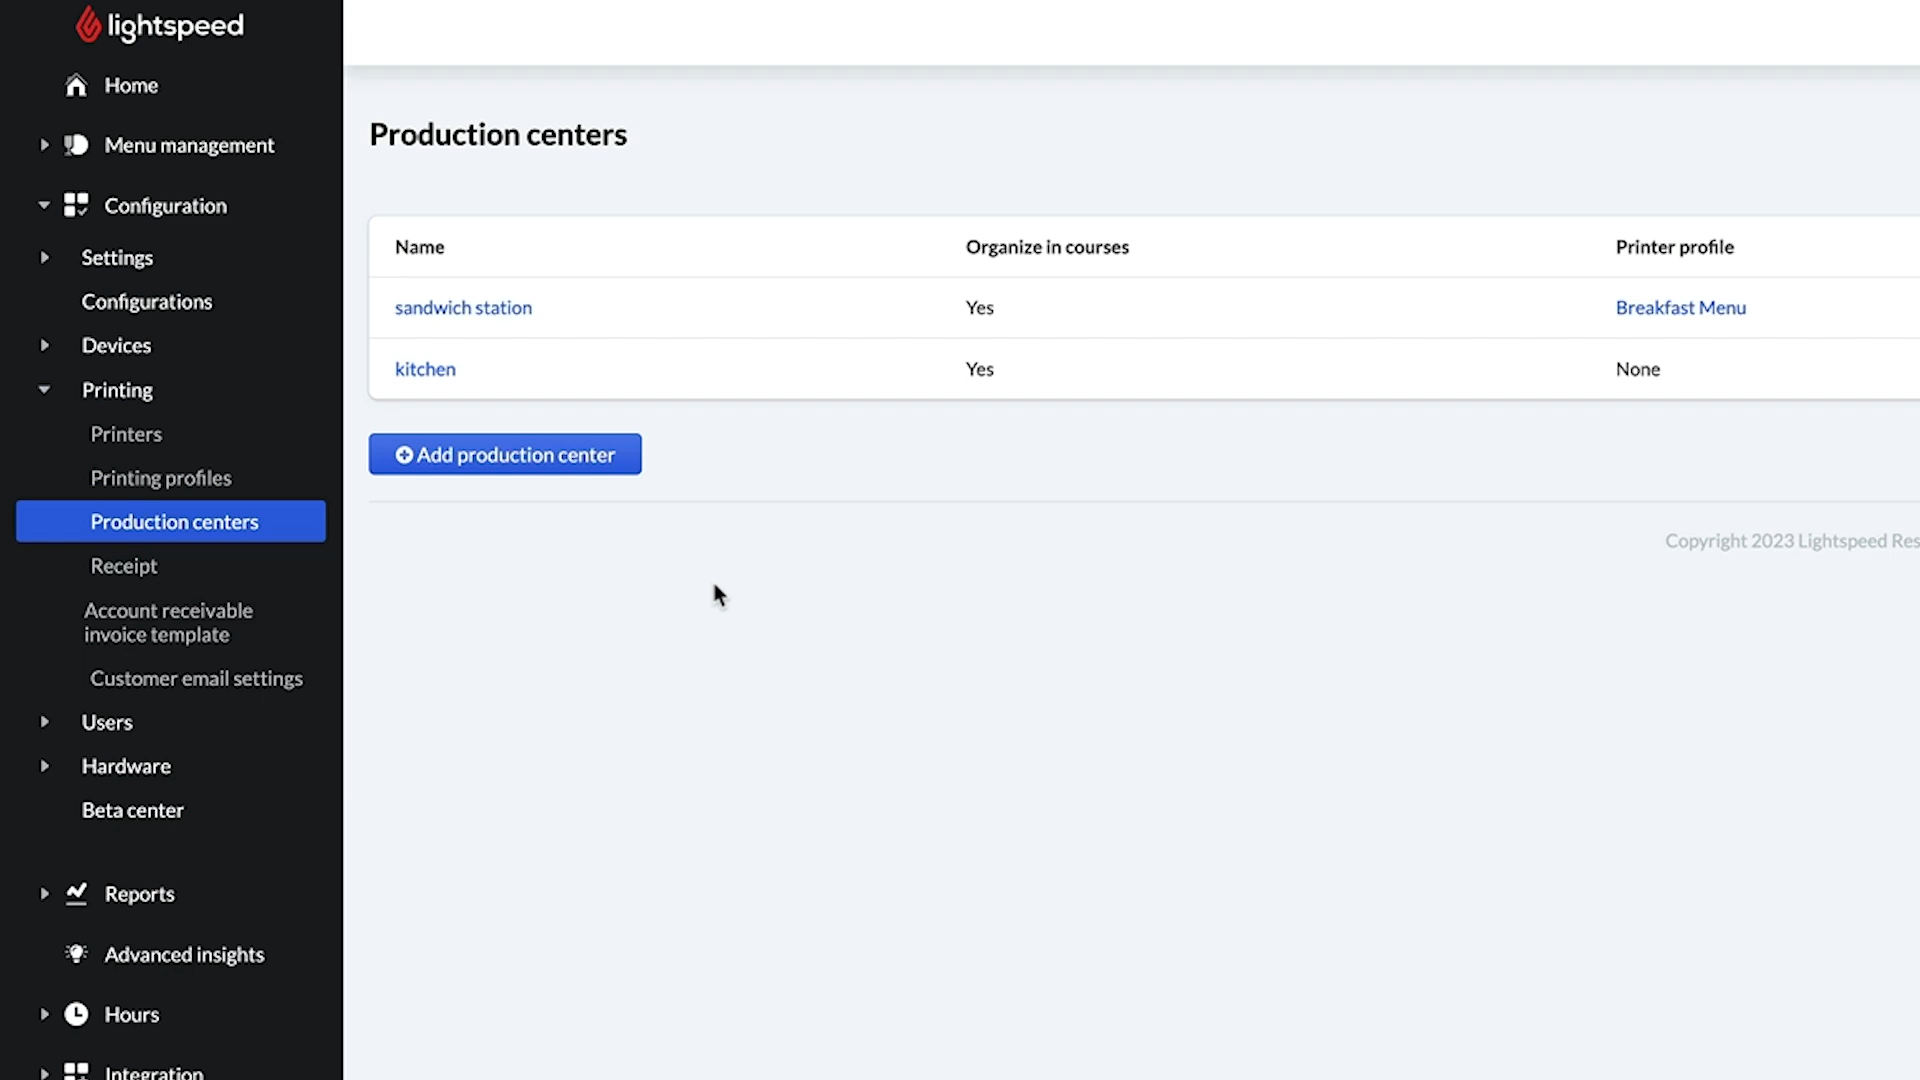 lightspeed
Home
Menu management
Configuration
Settings
Configurations
Devices
Printing
Printers
Printing profiles
Production centers
Receipt
Account receivable
invoice template
Customer email settings
Users
Hardware
Beta center
Reports
Advanced insights
Hours
Integration
Production centers
Name Organize in courses Printer profile
sandwich station Yes Breakfast Menu
kitchen Yes None
Add production center
Copyright 2023 Lightspeed Res